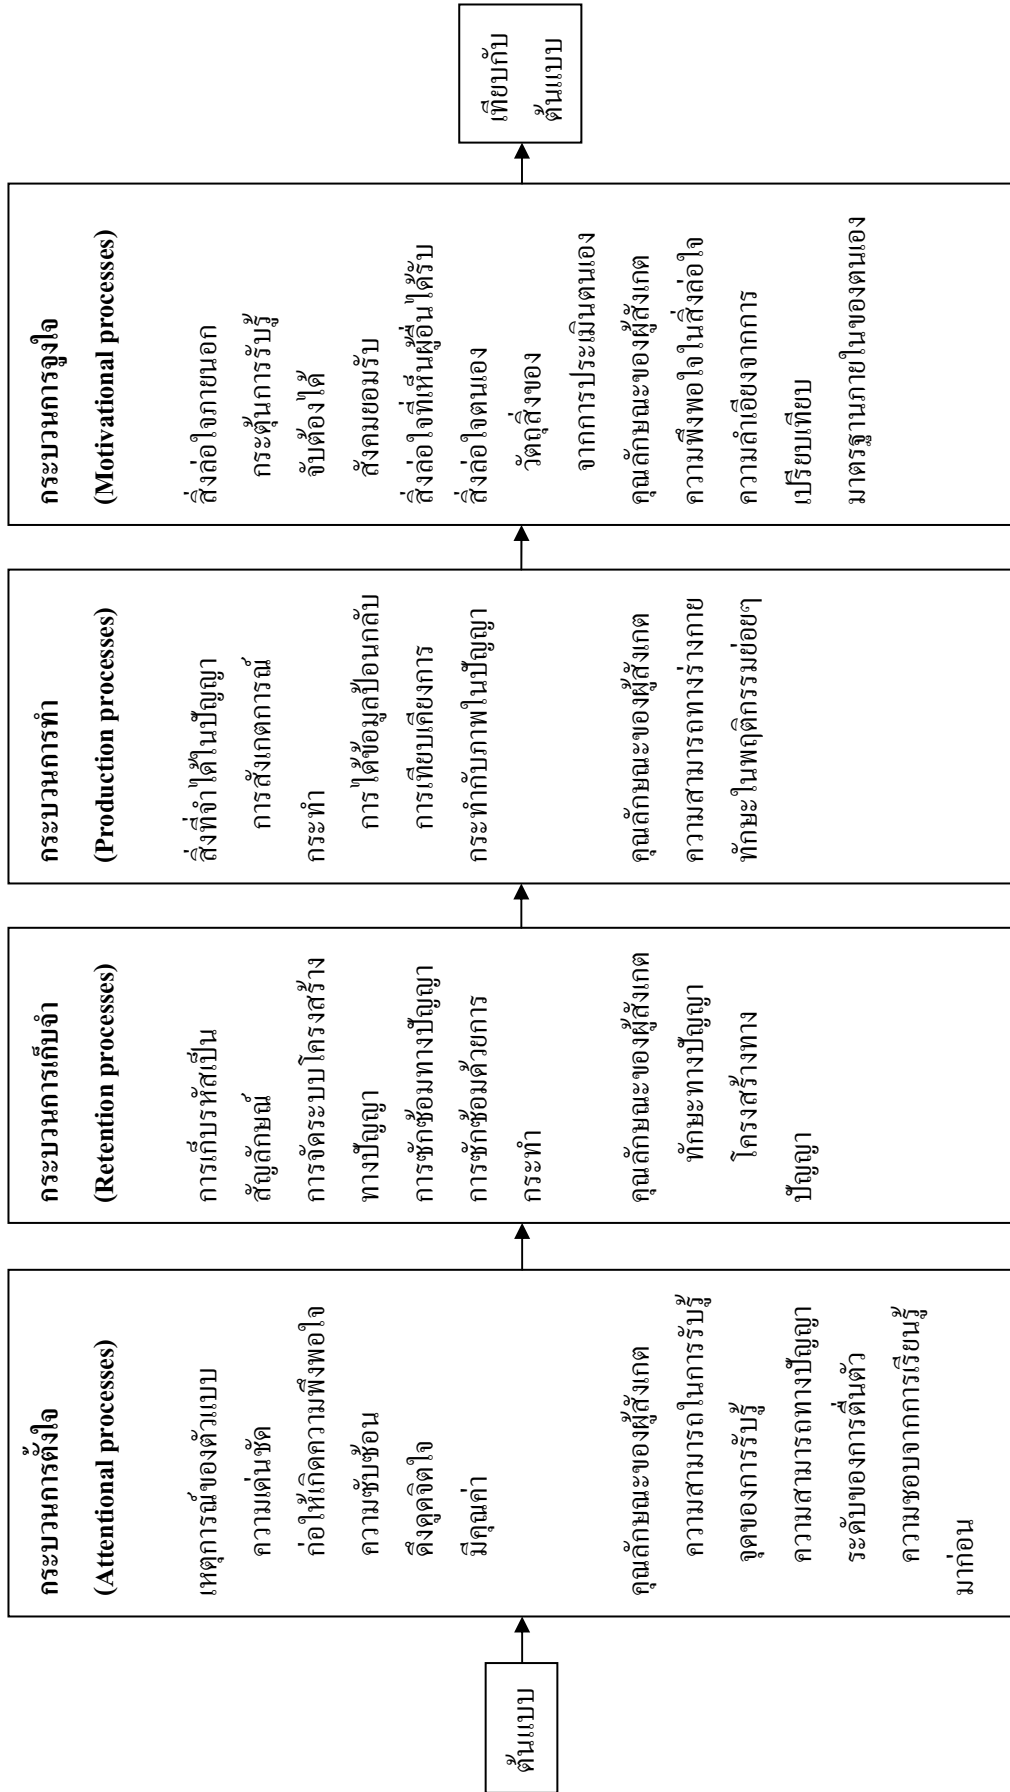 ต้นแบบ
กระบวนการตั้งใจ
(Attentional processes)
เหตุการณ์ของตัวแบบ
ความเด่นชัด
ก่อให้เกิดความพึงพอใจ
ความซับซ้อน
ดึงดูดจิตใจ
มีคุณค่า
คุณลักษณะของผู้สังเกต
ความสามารถในการรับรู้
จุดของการรับรู้
ความสามารถทางปัญญา
ระดับของการตื่นตัว
ความชอบจากการเรียนรู้
มาก่อน
กระบวนการเก็บจำ
(Retention processes)
การเก็บรหัสเป็น
สัญลักษณ์
การจัดระบบโครงสร้าง
ทางปัญญา
การซักซ้อมทางปัญญา
การซักซ้อมด้วยการ
กระทำ
คุณลักษณะของผู้สังเกต
ทักษะทางปัญญา
โครงสร้างทาง
ปัญญา
กระบวนการทำ
(Production processes)
สิ่งที่จำได้ในปัญญา
การสังเกตการณ์
กระทำ
การได้ข้อมูลป้อนกลับ
การเทียบเคียงการ
กระทำกับภาพในปัญญา
คุณลักษณะของผู้สังเกต
ความสามารถทางร่างกาย
ทักษะในพฤติกรรมย่อยๆ
กระบวนการจูงใจ
(Motivational processes)
สิ่งล่อใจภายนอก
กระตุ้นการรับรู้
จับต้องได้
สังคมยอมรับ
สิ่งล่อใจที่เห็นผู้อื่นได้รับ
สิ่งล่อใจตนเอง
วัตถุสิ่งของ
จากการประเมินตนเอง
คุณลักษณะของผู้สังเกต
ความพึงพอใจในสิ่งล่อใจ
ความลำเอียงจากการ
เปรียบเทียบ
มาตรฐานภายในของตนเอง
เทียบกับ
ต้นแบบ